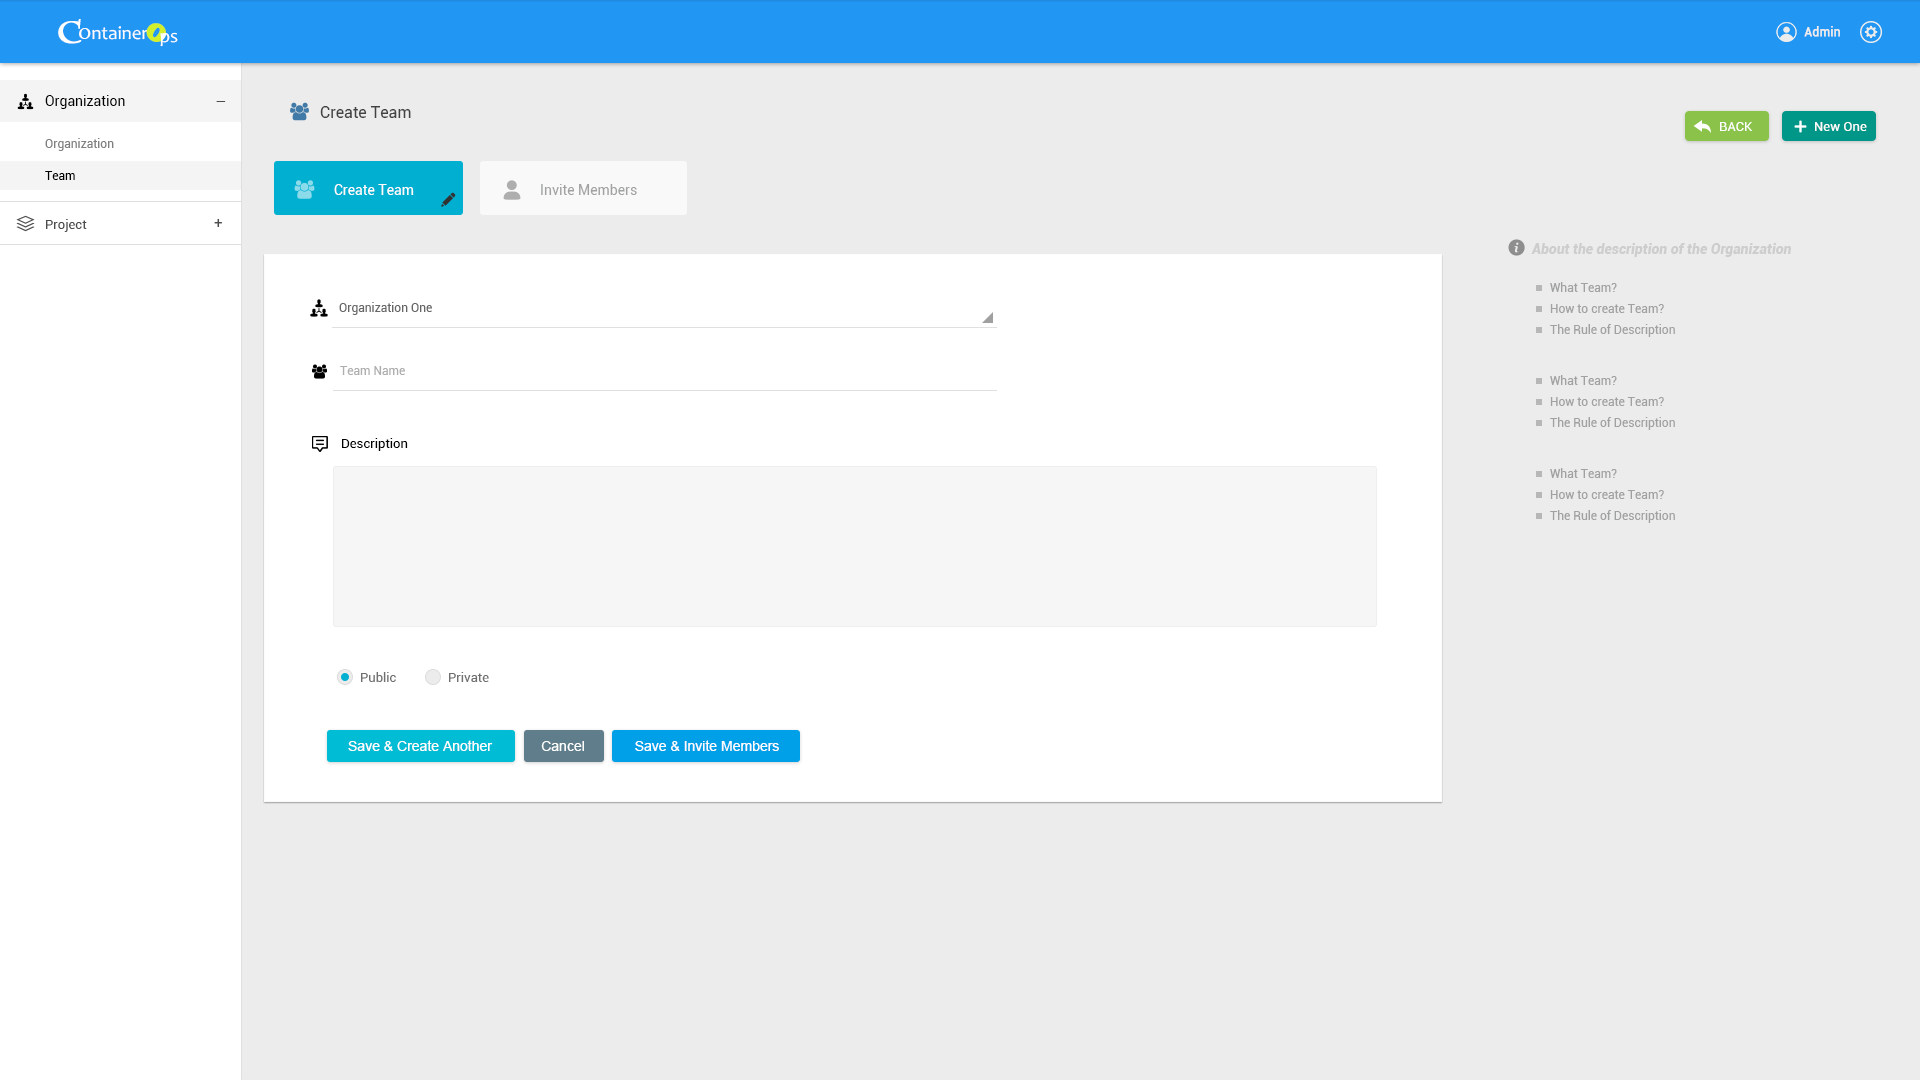 ContainerOps
Admin
Organization
Organization
Team
Project
Create Team
BACK
New One
Create Team
Invite Members
Organization One
Team Name
Description
Public
Private
Save & Create Another
Cancel
Save & Invite Members
About the description of the Organization
What Team?
How to create Team?
The Rule of Description
What Team?
How to create Team?
The Rule of Description
What Team?
How to create Team?
The Rule of Description